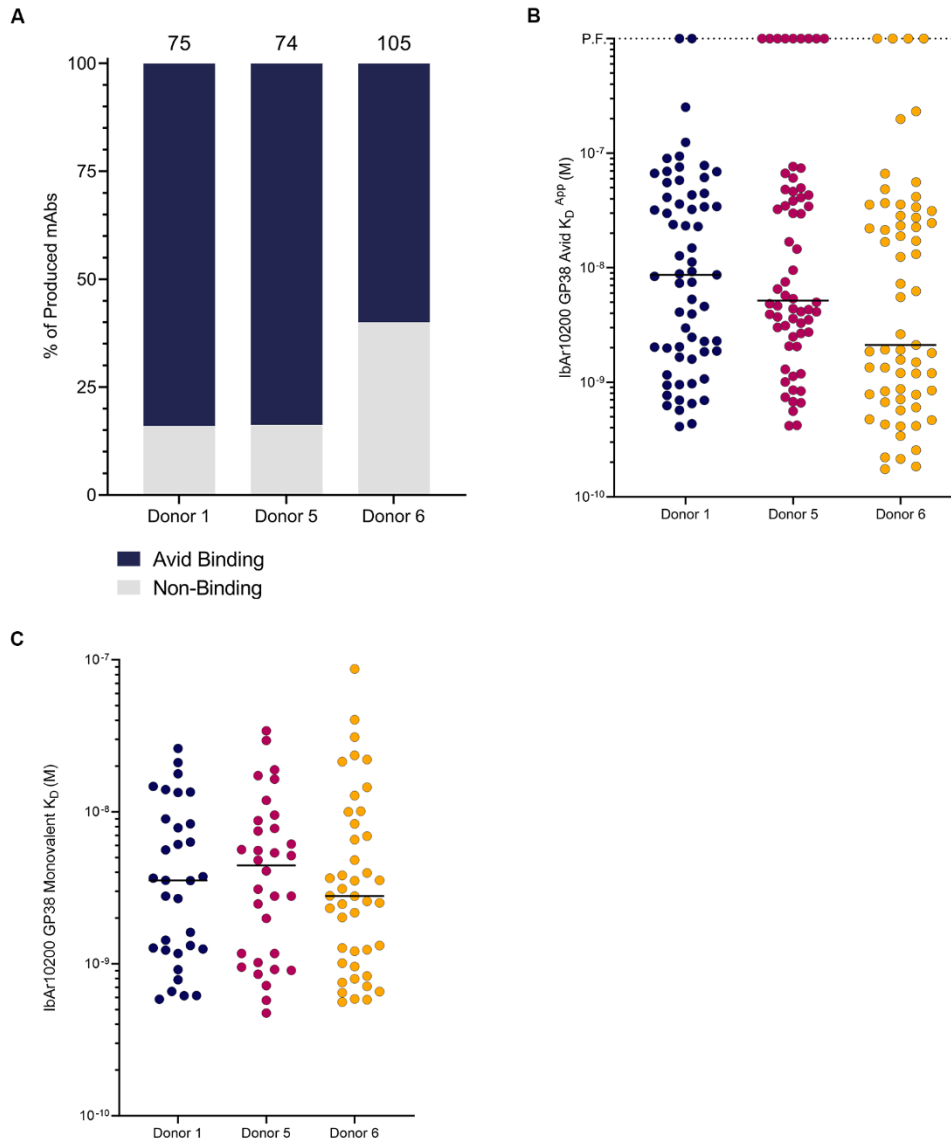 A
75 74 105
100
75
50
25
0
% of Produced mAbs
Donor 1 Donor 5 Donor 6
Avid Binding
Non-Binding
B
P.F.
10-7
10-8
10-9
10-10
IbAr10200 GP38 Avid KD App (M)
Donor 1 Donor 5 Donor 6
C
10-7
10-8
10-9
10-10
IbAr10200 GP38 Monovalent KD (M)
Donor 1 Donor 5 Donor 6